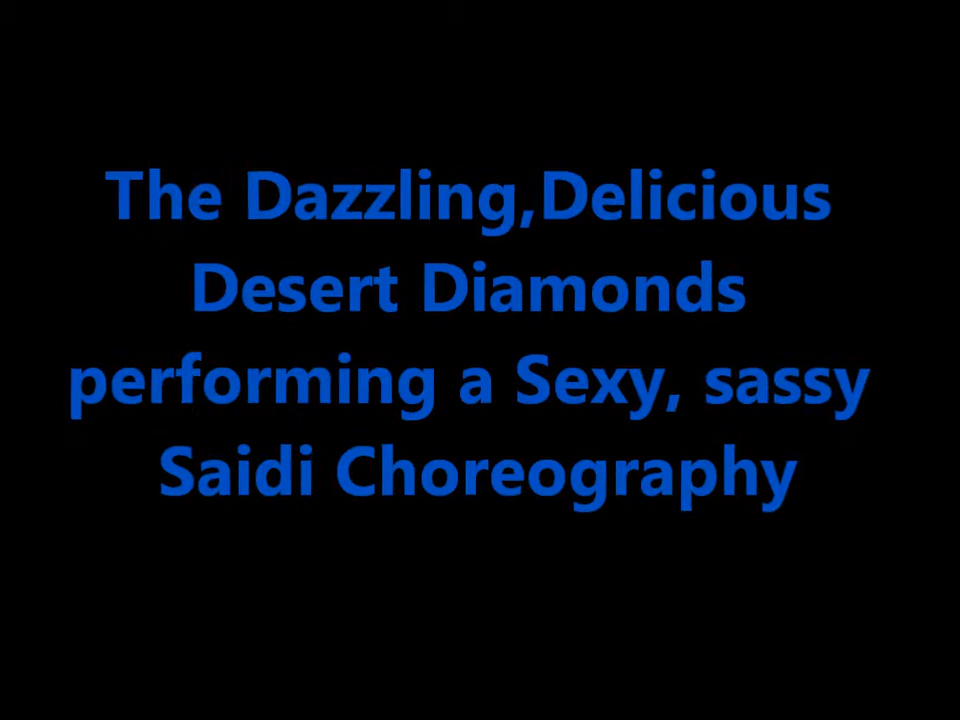 The Dazzling,Delicious
Desert Diamonds
performing a Sexy, sassy
Saidi Choreography